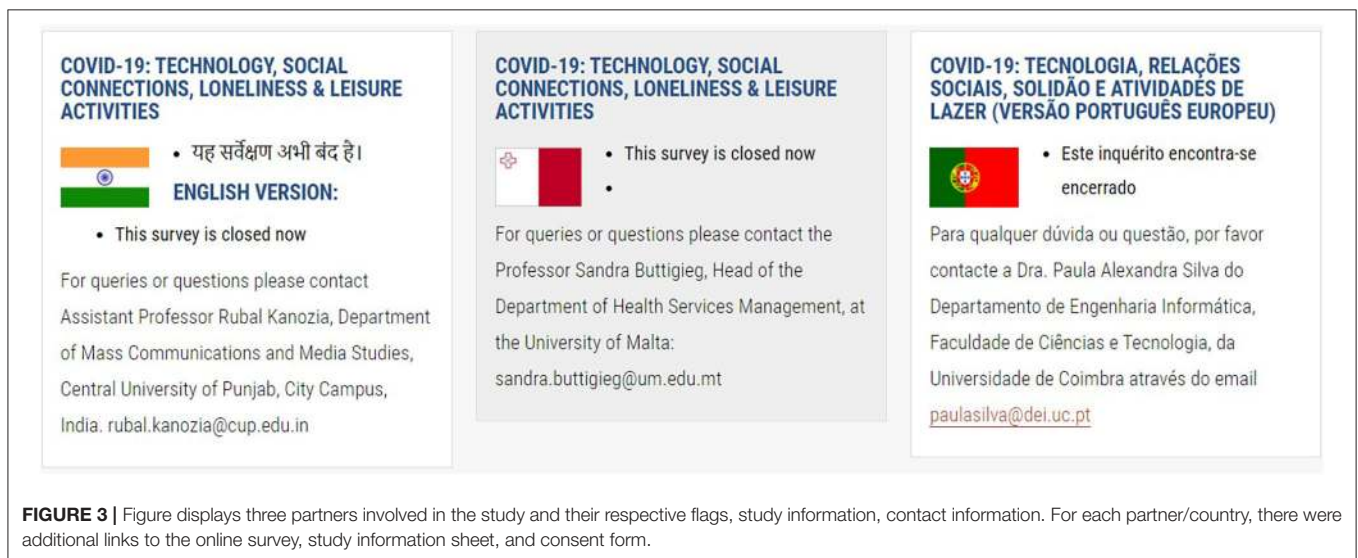 COVID-19: TECHNOLOGY, SOCIAL
CONNECTIONS, LONELINESS & LEISURE
ACTIVITIES
• यह सर्वेक्षण अभी बंद है।
ENGLISH VERSION:
• This survey is closed now
For queries or questions please contact
Assistant Professor Rubal Kanozia, Department
of Mass Communications and Media Studies,
Central University of Punjab, City Campus,
India. rubal.kanozia@cup.edu.in
COVID-19: TECHNOLOGY, SOCIAL
CONNECTIONS, LONELINESS & LEISURE
ACTIVITIES
• This survey is closed now
•
For queries or questions please contact the
Professor Sandra Buttigieg, Head of the
Department of Health Services Management, at
the University of Malta:
sandra.buttigieg@um.edu.mt
COVID-19: TECNOLOGIA, RELAÇÕES
SOCIAIS, SOLIDÃO E ATIVIDADES DE
LAZER (VERSÃO PORTUGUÊS EUROPEU)
• Este inquérito encontra-se
encerrado
Para qualquer dúvida ou questão, por favor
contacte a Dra. Paula Alexandra Silva do
Departamento de Engenharia Informática,
Faculdade de Ciências e Tecnologia, da
Universidade de Coimbra através do email
paulasilva@dei.uc.pt
FIGURE 3 | Figure displays three partners involved in the study and their respective flags, study information, contact information. For each partner/country, there were
additional links to the online survey, study information sheet, and consent form.